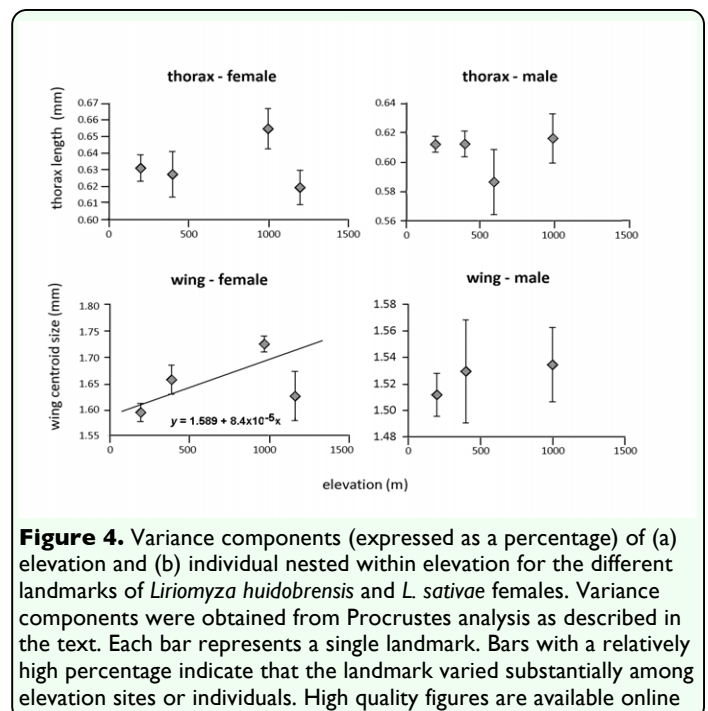 thorax - female
thorax length (mm)
0.67
0.66
0.65
0.64
0.63
0.62
0.61
0.60
0 500 1000 1500
thorax - male
0.64
0.62
0.60
0.58
0.56
0 500 1000 1500
wing - female
wing centroid size (mm)
1.80
1.75
1.70
1.65
1.60
1.55
y = 1.589 + 8.4x10-5x
0 500 1000 1500
wing - male
1.58
1.56
1.54
1.52
1.50
1.48
0 500 1000 1500
elevation (m)
Figure 4. Variance components (expressed as a percentage) of (a)
elevation and (b) individual nested within elevation for the different
landmarks of Liriomyza huidobrensis and L. sativae females. Variance
components were obtained from Procrustes analysis as described in
the text. Each bar represents a single landmark. Bars with a relatively
high percentage indicate that the landmark varied substantially among
elevation sites or individuals. High quality figures are available online